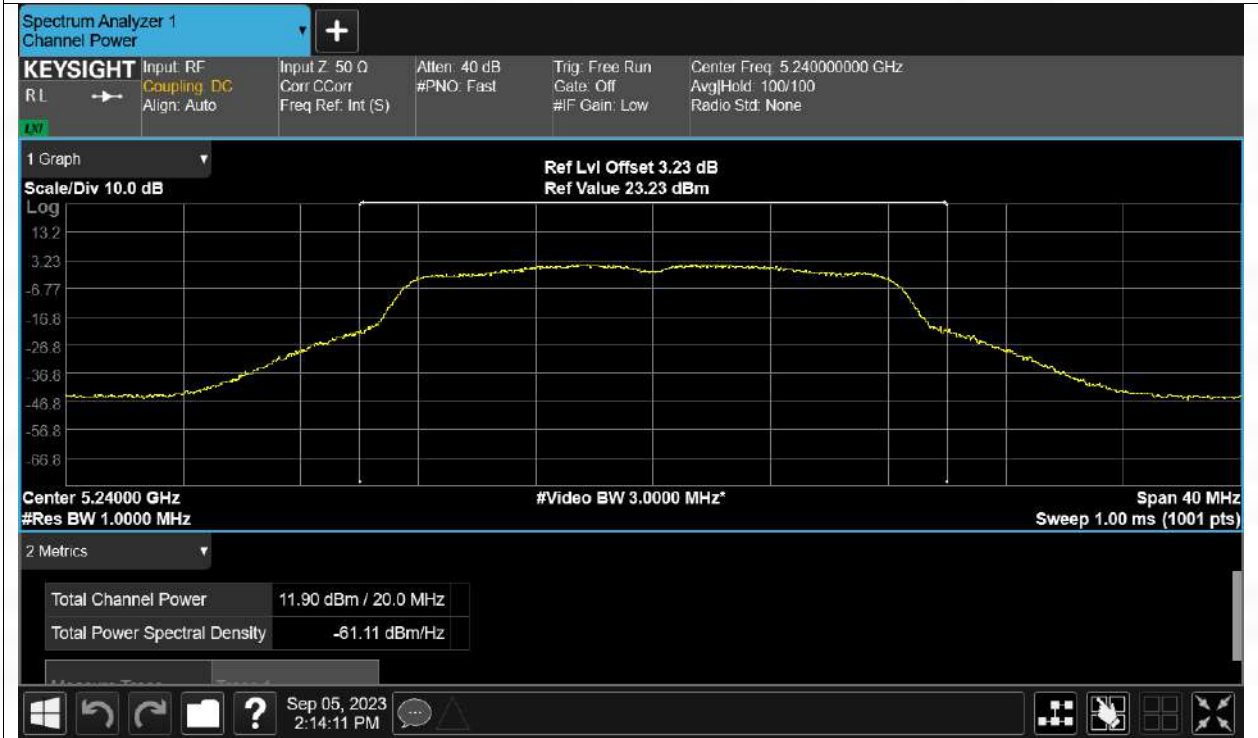 Spectrum Analyzer 1
Channel Power
KEYSIGHT
RL
LXI
Input: RF
Coupling: DC
Align: Auto
Input Z: 50 Ω
Corr CCorr
Freq Ref: Int (S)
Atten: 40 dB
#PNO: Fast
Trig: Free Run
Gate: Off
#IF Gain: Low
Center Freq: 5.240000000 GHz
Avg|Hold: 100/100
Radio Std: None
1 Graph
Scale/Div 10.0 dB
Ref Lvl Offset 3.23 dB
Ref Value 23.23 dBm
Log
13.2
3.23
-6.77
-16.8
-26.8
-36.8
-46.8
-56.8
-66.8
Center 5.24000 GHz
#Video BW 3.0000 MHz*
Span 40 MHz
#Res BW 1.0000 MHz
Sweep 1.00 ms (1001 pts)
2 Metrics
Total Channel Power 11.90 dBm / 20.0 MHz
Total Power Spectral Density -61.11 dBm/Hz
?
Sep 05, 2023
2:14:11 PM